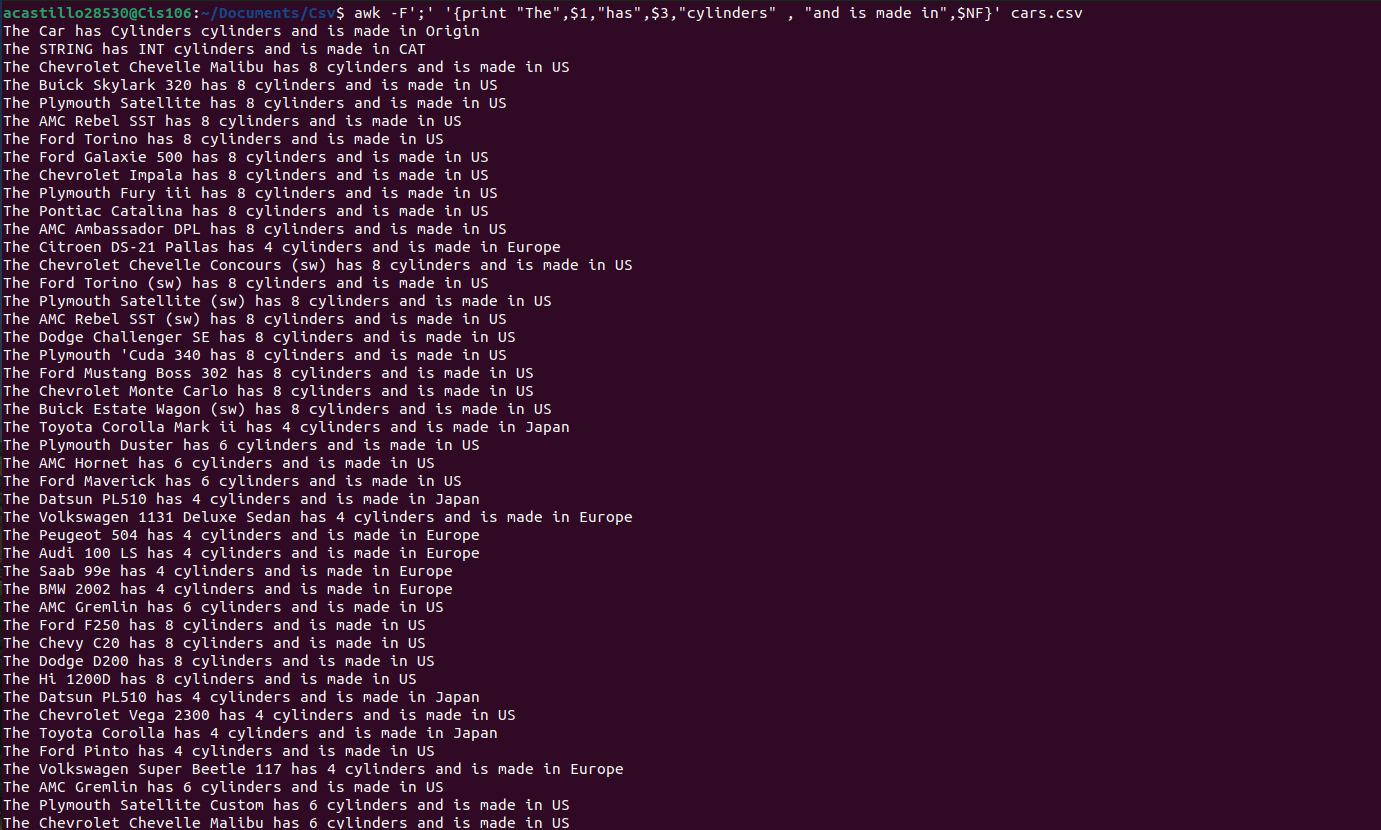 acastillo28530@Cis106:~/Documents/Csv$ awk -F';' '{print "The",$1,"has",$3,"cylinders" , "and is made in",$NF}' cars.csv
The Car has Cylinders cylinders and is made in Origin
The STRING has INT cylinders and is made in CAT
The Chevrolet Chevelle Malibu has 8 cylinders and is made in US
The Buick Skylark 320 has 8 cylinders and is made in US
The Plymouth Satellite has 8 cylinders and is made in US
The AMC Rebel SST has 8 cylinders and is made in US
The Ford Torino has 8 cylinders and is made in US
The Ford Galaxie 500 has 8 cylinders and is made in US
The Chevrolet Impala has 8 cylinders and is made in US
The Plymouth Fury iii has 8 cylinders and is made in US
The Pontiac Catalina has 8 cylinders and is made in US
The AMC Ambassador DPL has 8 cylinders and is made in US
The Citroen DS-21 Pallas has 4 cylinders and is made in Europe
The Chevrolet Chevelle Concours (sw) has 8 cylinders and is made in US
The Ford Torino (sw) has 8 cylinders and is made in US
The Plymouth Satellite (sw) has 8 cylinders and is made in US
The AMC Rebel SST (sw) has 8 cylinders and is made in US
The Dodge Challenger SE has 8 cylinders and is made in US
The Plymouth 'Cuda 340 has 8 cylinders and is made in US
The Ford Mustang Boss 302 has 8 cylinders and is made in US
The Chevrolet Monte Carlo has 8 cylinders and is made in US
The Buick Estate Wagon (sw) has 8 cylinders and is made in US
The Toyota Corolla Mark ii has 4 cylinders and is made in Japan
The Plymouth Duster has 6 cylinders and is made in US
The AMC Hornet has 6 cylinders and is made in US
The Ford Maverick has 6 cylinders and is made in US
The Datsun PL510 has 4 cylinders and is made in Japan
The Volkswagen 1131 Deluxe Sedan has 4 cylinders and is made in Europe
The Peugeot 504 has 4 cylinders and is made in Europe
The Audi 100 LS has 4 cylinders and is made in Europe
The Saab 99e has 4 cylinders and is made in Europe
The BMW 2002 has 4 cylinders and is made in Europe
The AMC Gremlin has 6 cylinders and is made in US
The Ford F250 has 8 cylinders and is made in US
The Chevy C20 has 8 cylinders and is made in US
The Dodge D200 has 8 cylinders and is made in US
The Hi 1200D has 8 cylinders and is made in US
The Datsun PL510 has 4 cylinders and is made in Japan
The Chevrolet Vega 2300 has 4 cylinders and is made in US
The Toyota Corolla has 4 cylinders and is made in Japan
The Ford Pinto has 4 cylinders and is made in US
The Volkswagen Super Beetle 117 has 4 cylinders and is made in Europe
The AMC Gremlin has 6 cylinders and is made in US
The Plymouth Satellite Custom has 6 cylinders and is made in US
The Chevrolet Chevelle Malibu has 6 cylinders and is made in US